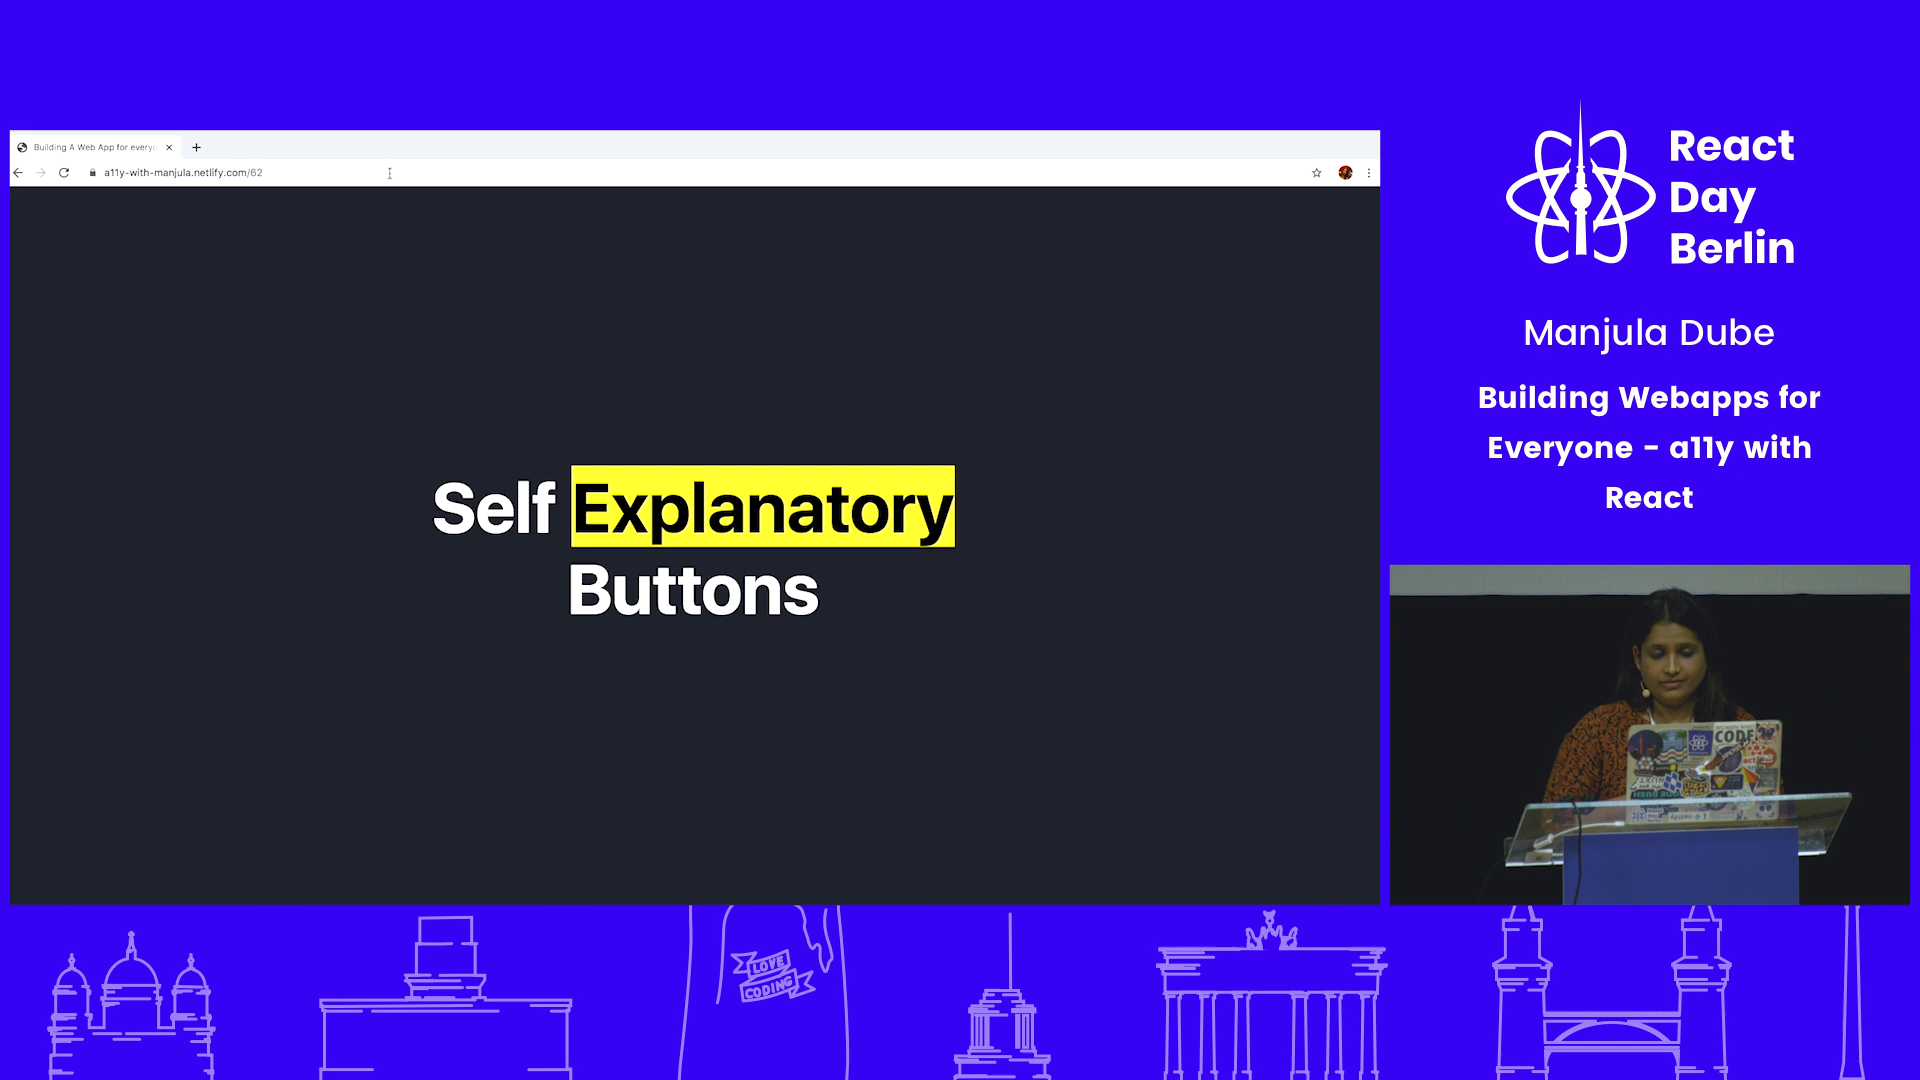 Building A Web App for everyo
a11y-with-manjula.netlify.com/62
Self Explanatory
Buttons
React
Day
Berlin
Manjula Dube
Building Webapps for
Everyone - a11y with
React
CODE
LOVE
CODING